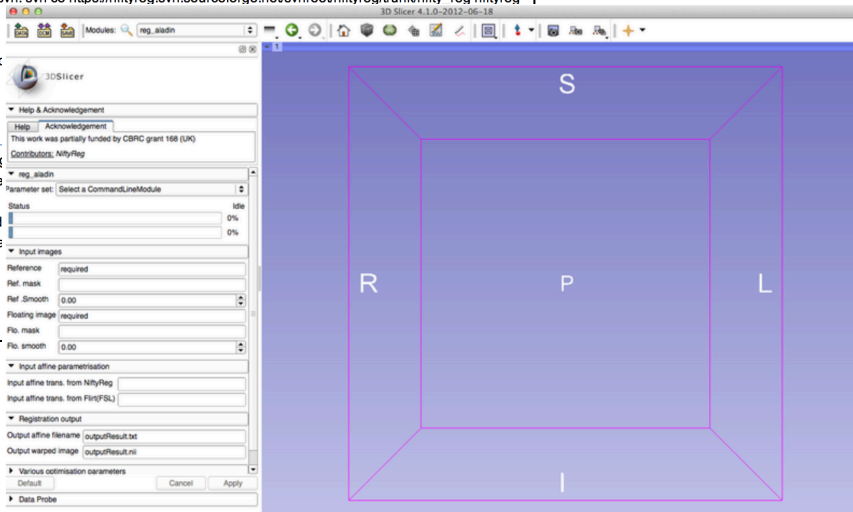 3D Slicer 4.1.0-2012-06-18
Modules: reg_aladin
1
3DSlicer
Help & Acknowledgement
Help Acknowledgement
This work was partially funded by CBRC grant 168 (UK)
Contributors: NiftyReg
reg_aladin
Parameter set: Select a CommandLineModule
Status Idle
0%
0%
Input images
Reference required
Ref. mask
Ref .Smooth 0.00
Floating image required
Flo. mask
Flo. smooth 0.00
Input affine parametrisation
Input affine trans. from NiftyReg
Input affine trans. from Flirt(FSL)
Registration output
Output affine filename outputResult.txt
Output warped image outputResult.nii
Various optimisation parameters
Default Cancel Apply
Data Probe
S
R P L
I